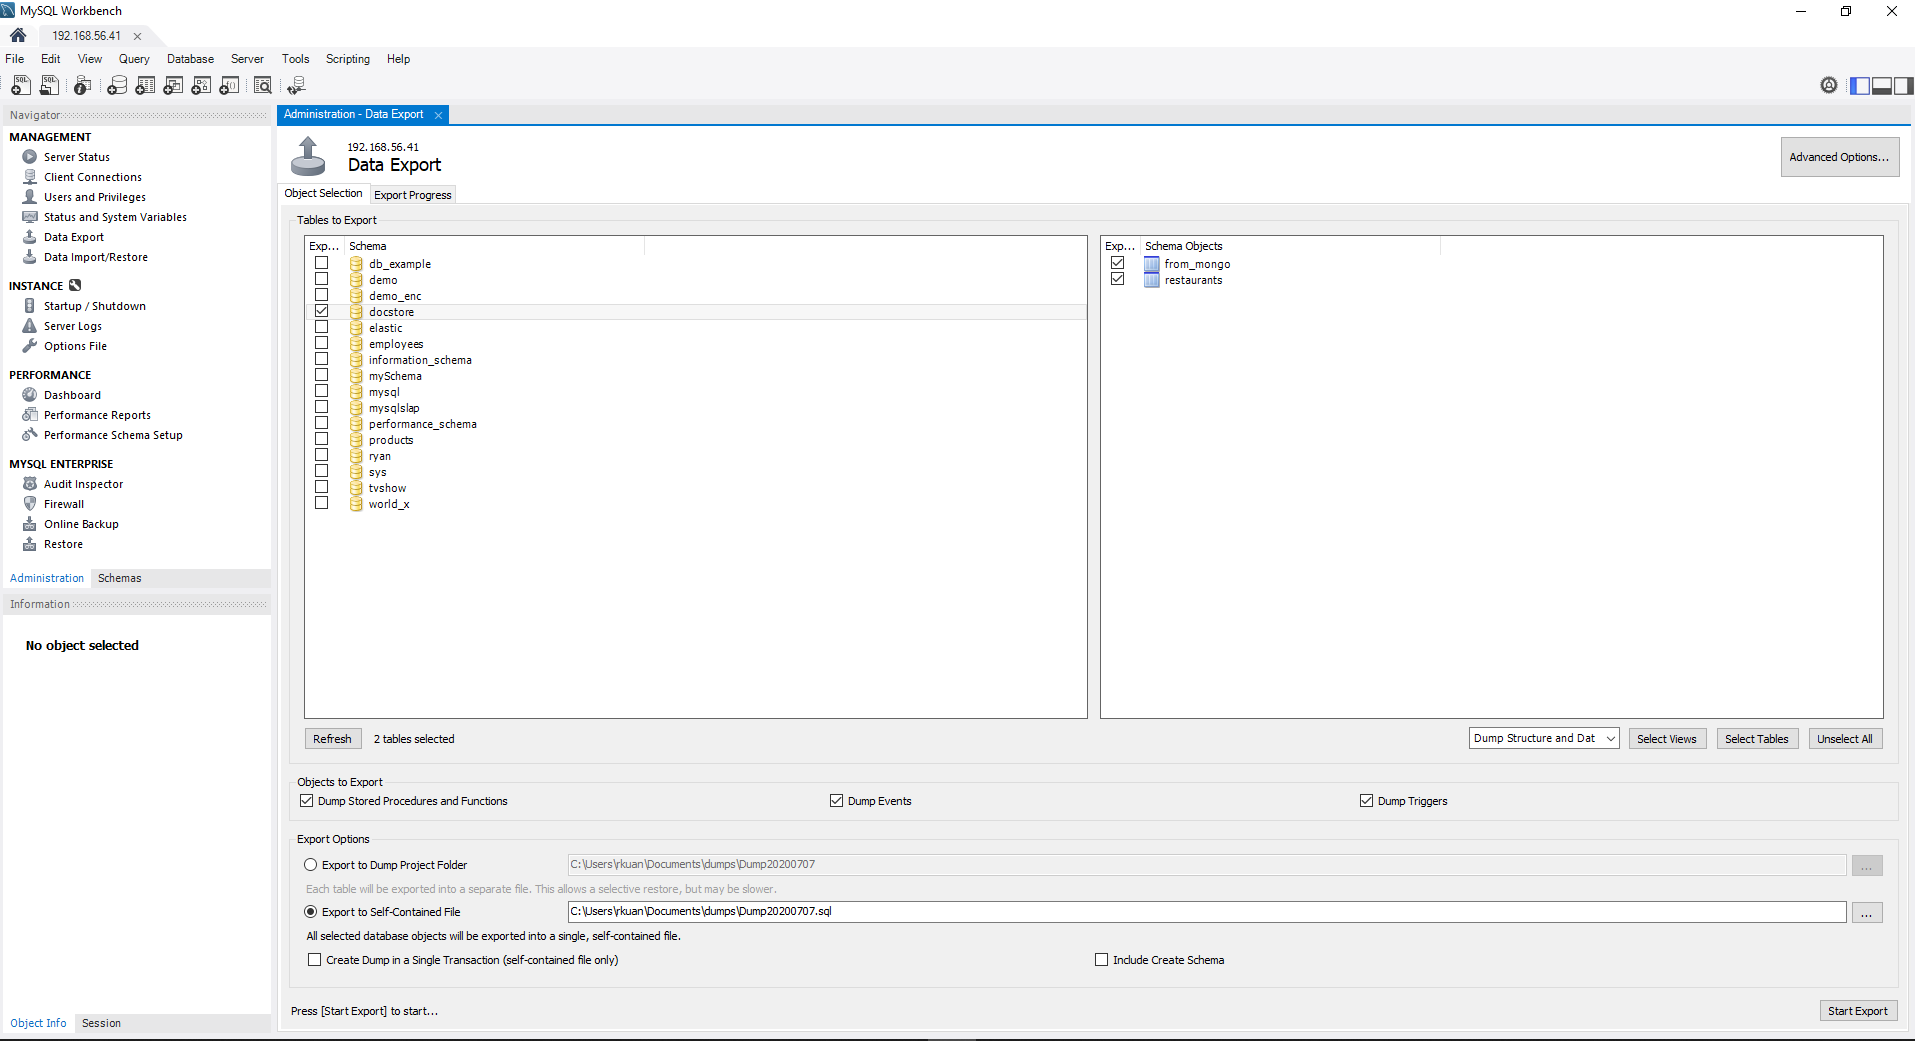 MySQL Workbench
192.168.56.41
File Edit View Query Database Server Tools Scripting Help
Navigator
MANAGEMENT
Server Status
Client Connections
Users and Privileges
Status and System Variables
Data Export
Data Import/Restore
INSTANCE
Startup / Shutdown
Server Logs
Options File
PERFORMANCE
Dashboard
Performance Reports
Performance Schema Setup
MYSQL ENTERPRISE
Audit Inspector
Firewall
Online Backup
Restore
Administration Schemas
Information
No object selected
Object Info Session
Administration - Data Export
192.168.56.41
Data Export
Advanced Options...
Object Selection Export Progress
Tables to Export
Exp... Schema
db_example
demo
demo_enc
docstore
elastic
employees
information_schema
mySchema
mysql
mysqlslap
performance_schema
products
ryan
sys
tvshow
world_x
Exp... Schema Objects
from_mongo
restaurants
Refresh 2 tables selected Dump Structure and Dat Select Views Select Tables Unselect All
Objects to Export
Dump Stored Procedures and Functions Dump Events Dump Triggers
Export Options
Export to Dump Project Folder C:\Users\rkuan\Documents\dumps\Dump20200707 ...
Each table will be exported into a separate file. This allows a selective restore, but may be slower.
Export to Self-Contained File C:\Users\rkuan\Documents\dumps\Dump20200707.sql ...
All selected database objects will be exported into a single, self-contained file.
Create Dump in a Single Transaction (self-contained file only) Include Create Schema
Press [Start Export] to start... Start Export